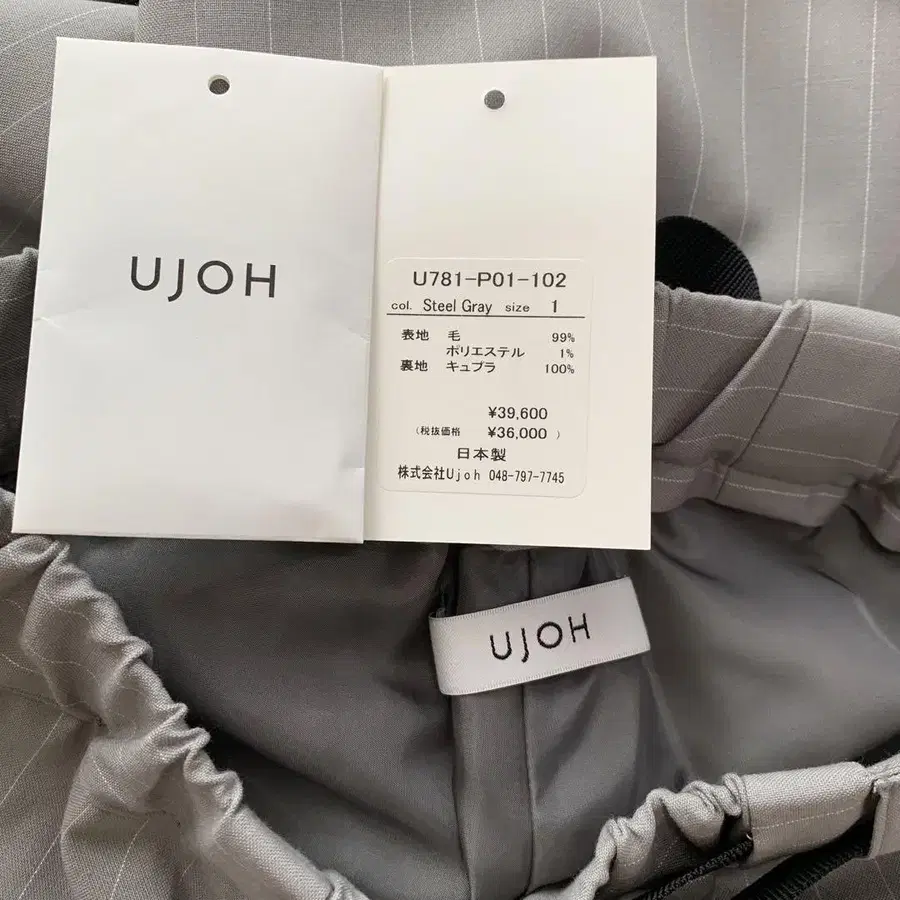 UJOH
U781-P01-102
col. Steel Gray size 1
表地 毛 99%
ポリエステル 1%
裏地 キュプラ 100%
¥39,600
(税抜価格 ¥36,000 )
日本製
株式会社Ujoh 048-797-7745
UJOH